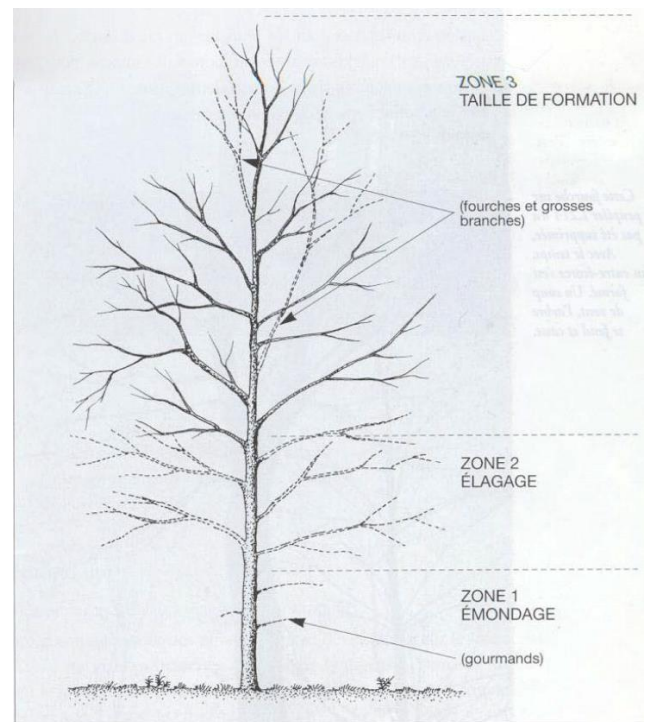 ZONE 3
TAILLE DE FORMATION
(fourches et grosses
branches)
ZONE 2
ÉLAGAGE
ZONE 1
ÉMONDAGE
(gourmands)